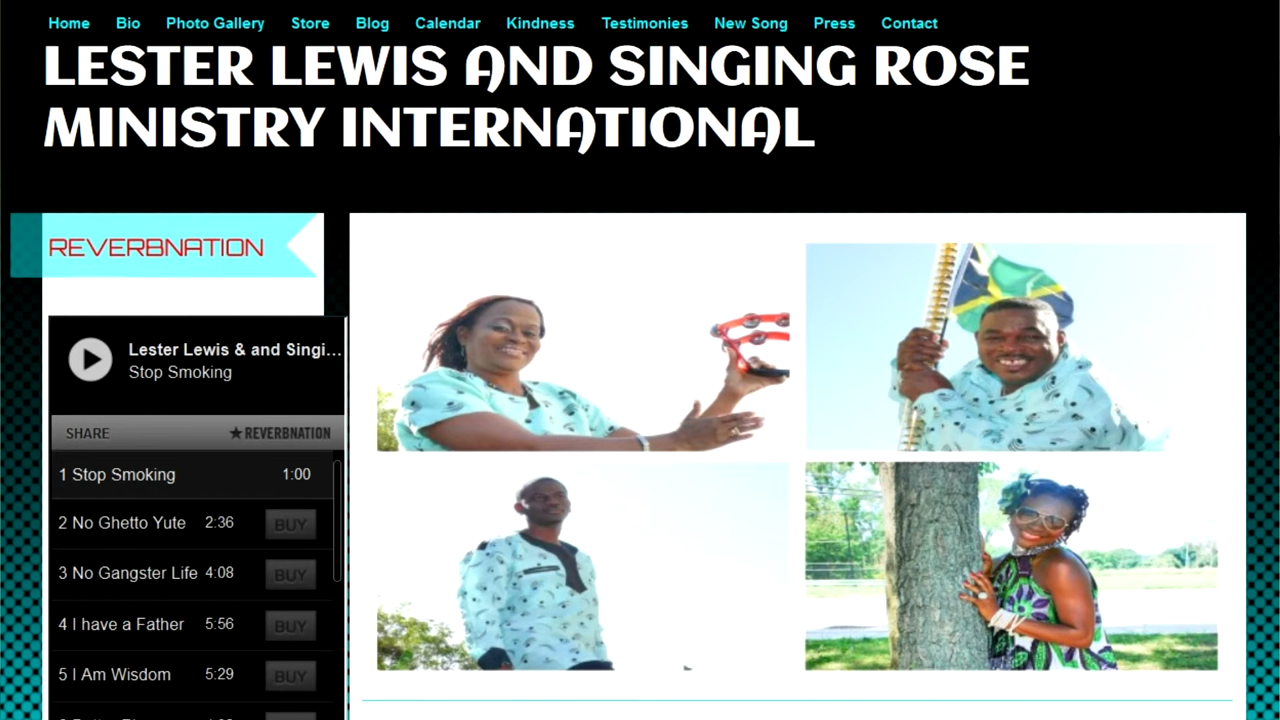 Home Bio Photo Gallery Store Blog Calendar Kindness Testimonies New Song Press Contact
LESTER LEWIS AND SINGING ROSE
MINISTRY INTERNATIONAL
REVERBNATION
Lester Lewis & and Singi...
Stop Smoking
SHARE ★REVERBNATION
1 Stop Smoking 1:00
2 No Ghetto Yute 2:36 BUY
3 No Gangster Life 4:08 BUY
4 I have a Father 5:56 BUY
5 I Am Wisdom 5:29 BUY